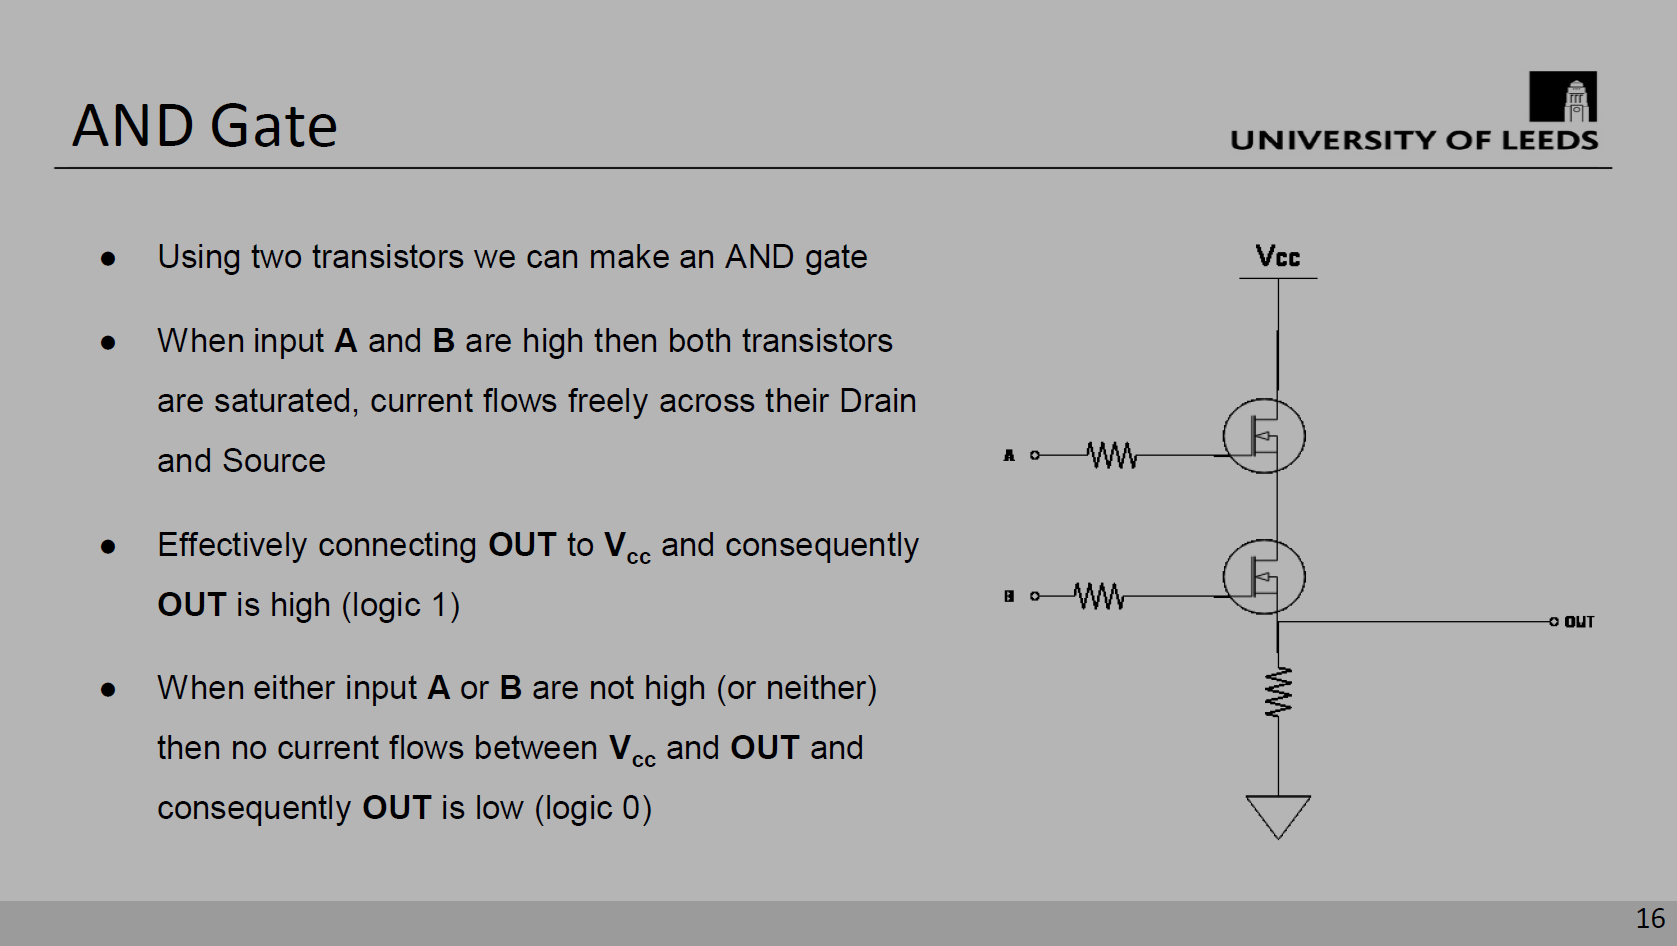 AND Gate
UNIVERSITY OF LEEDS
● Using two transistors we can make an AND gate
● When input A and B are high then both transistors
are saturated, current flows freely across their Drain
and Source
● Effectively connecting OUT to Vcc and consequently
OUT is high (logic 1)
● When either input A or B are not high (or neither)
then no current flows between Vcc and OUT and
consequently OUT is low (logic 0)
Vcc
A
B
OUT
16